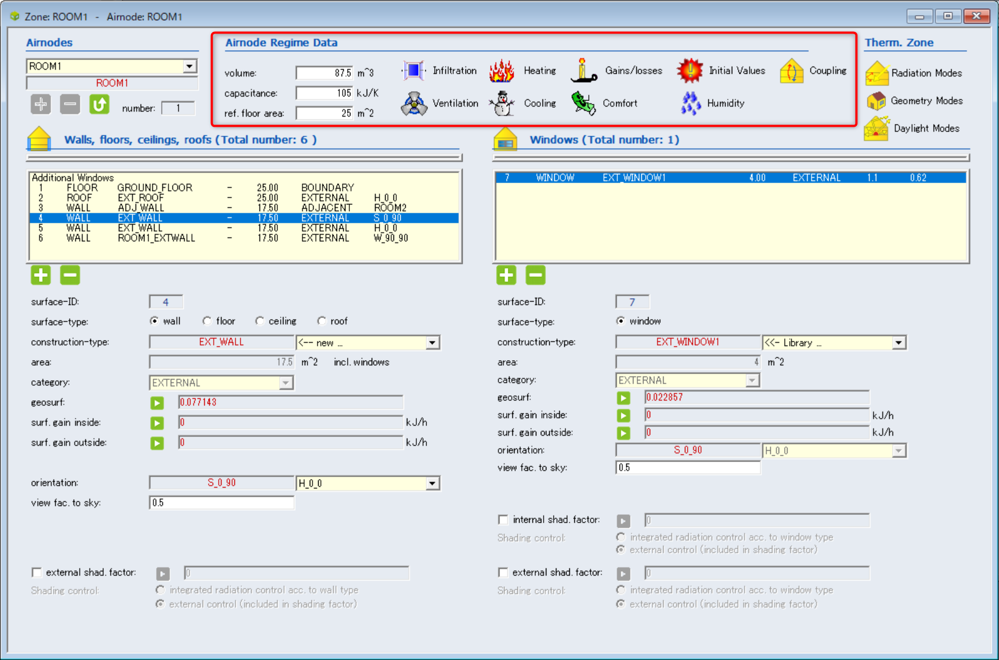 Zone: ROOM1 - Airnode: ROOM1
Airnodes
ROOM1
ROOM1
number: 1
Airnode Regime Data
volume: 87.5 m^3
capacitance: 105 kJ/K
ref. floor area: 25 m^2
Infiltration
Heating
Gains/losses
Initial Values
Coupling
Ventilation
Cooling
Comfort
Humidity
Therm. Zone
Radiation Modes
Geometry Modes
Daylight Modes
Walls, floors, ceilings, roofs (Total number: 6 )
Additional Windows
1 FLOOR GROUND_FLOOR - 25.00 BOUNDARY
2 ROOF EXT_ROOF - 25.00 EXTERNAL H_0_0
3 WALL ADJ_WALL - 17.50 ADJACENT ROOM2
4 WALL EXT_WALL - 17.50 EXTERNAL S_0_90
5 WALL EXT_WALL - 17.50 EXTERNAL H_0_0
6 WALL ROOM1_EXTWALL - 17.50 EXTERNAL W_90_90
surface-ID: 4
surface-type: wall floor ceiling roof
construction-type: EXT_WALL <-- new ...
area: 17.5 m^2 incl. windows
category: EXTERNAL
geosurf: 0.077143
surf. gain inside: 0 kJ/h
surf. gain outside: 0 kJ/h
orientation: S_0_90 H_0_0
view fac. to sky: 0.5
external shad. factor: 0
Shading control: integrated radiation control acc. to wall type
external control (included in shading factor)
Windows (Total number: 1)
7 WINDOW EXT_WINDOW1 4.00 EXTERNAL 1.1 0.62
surface-ID: 7
surface-type: window
construction-type: EXT_WINDOW1 <<- Library ...
area: 4 m^2
category: EXTERNAL
geosurf: 0.022857
surf. gain inside: 0 kJ/h
surf. gain outside: 0 kJ/h
orientation: S_0_90 H_0_0
view fac. to sky: 0.5
internal shad. factor: 0
Shading control: integrated radiation control acc. to window type
external control (included in shading factor)
external shad. factor: 0
Shading control: integrated radiation control acc. to window type
external control (included in shading factor)